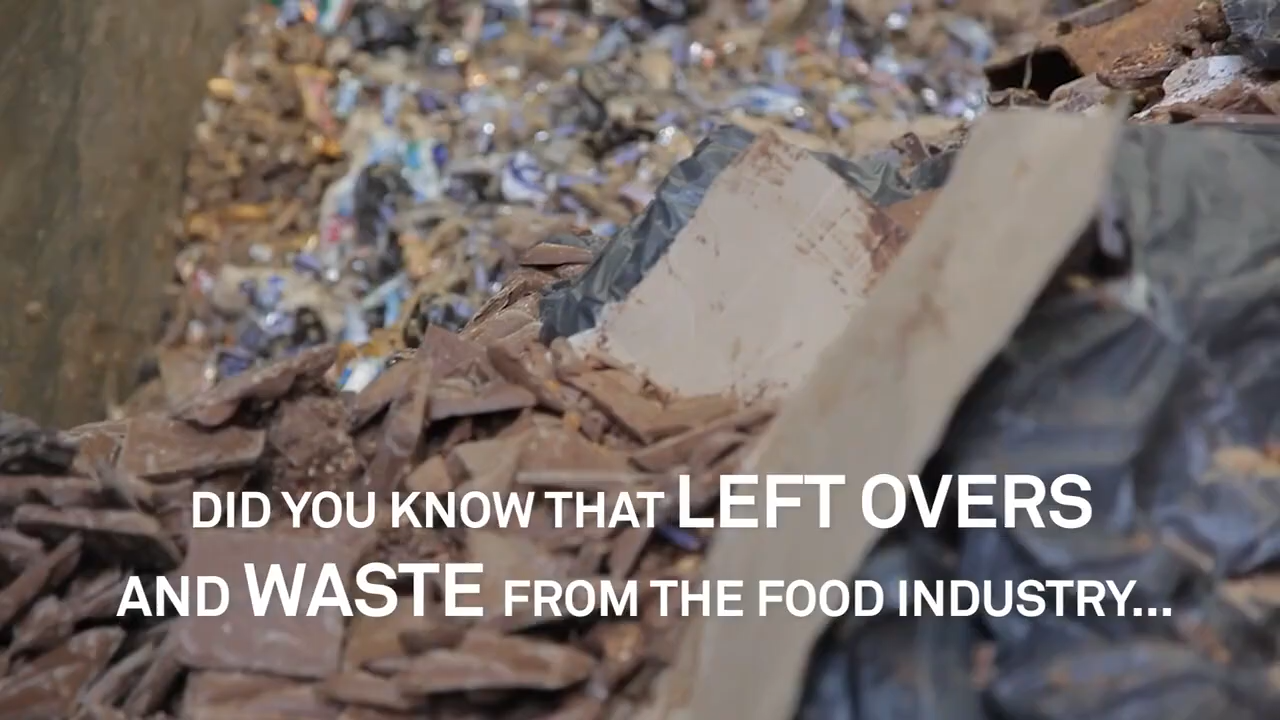 DID YOU KNOW THAT LEFT OVERS
AND WASTE FROM THE FOOD INDUSTRY...